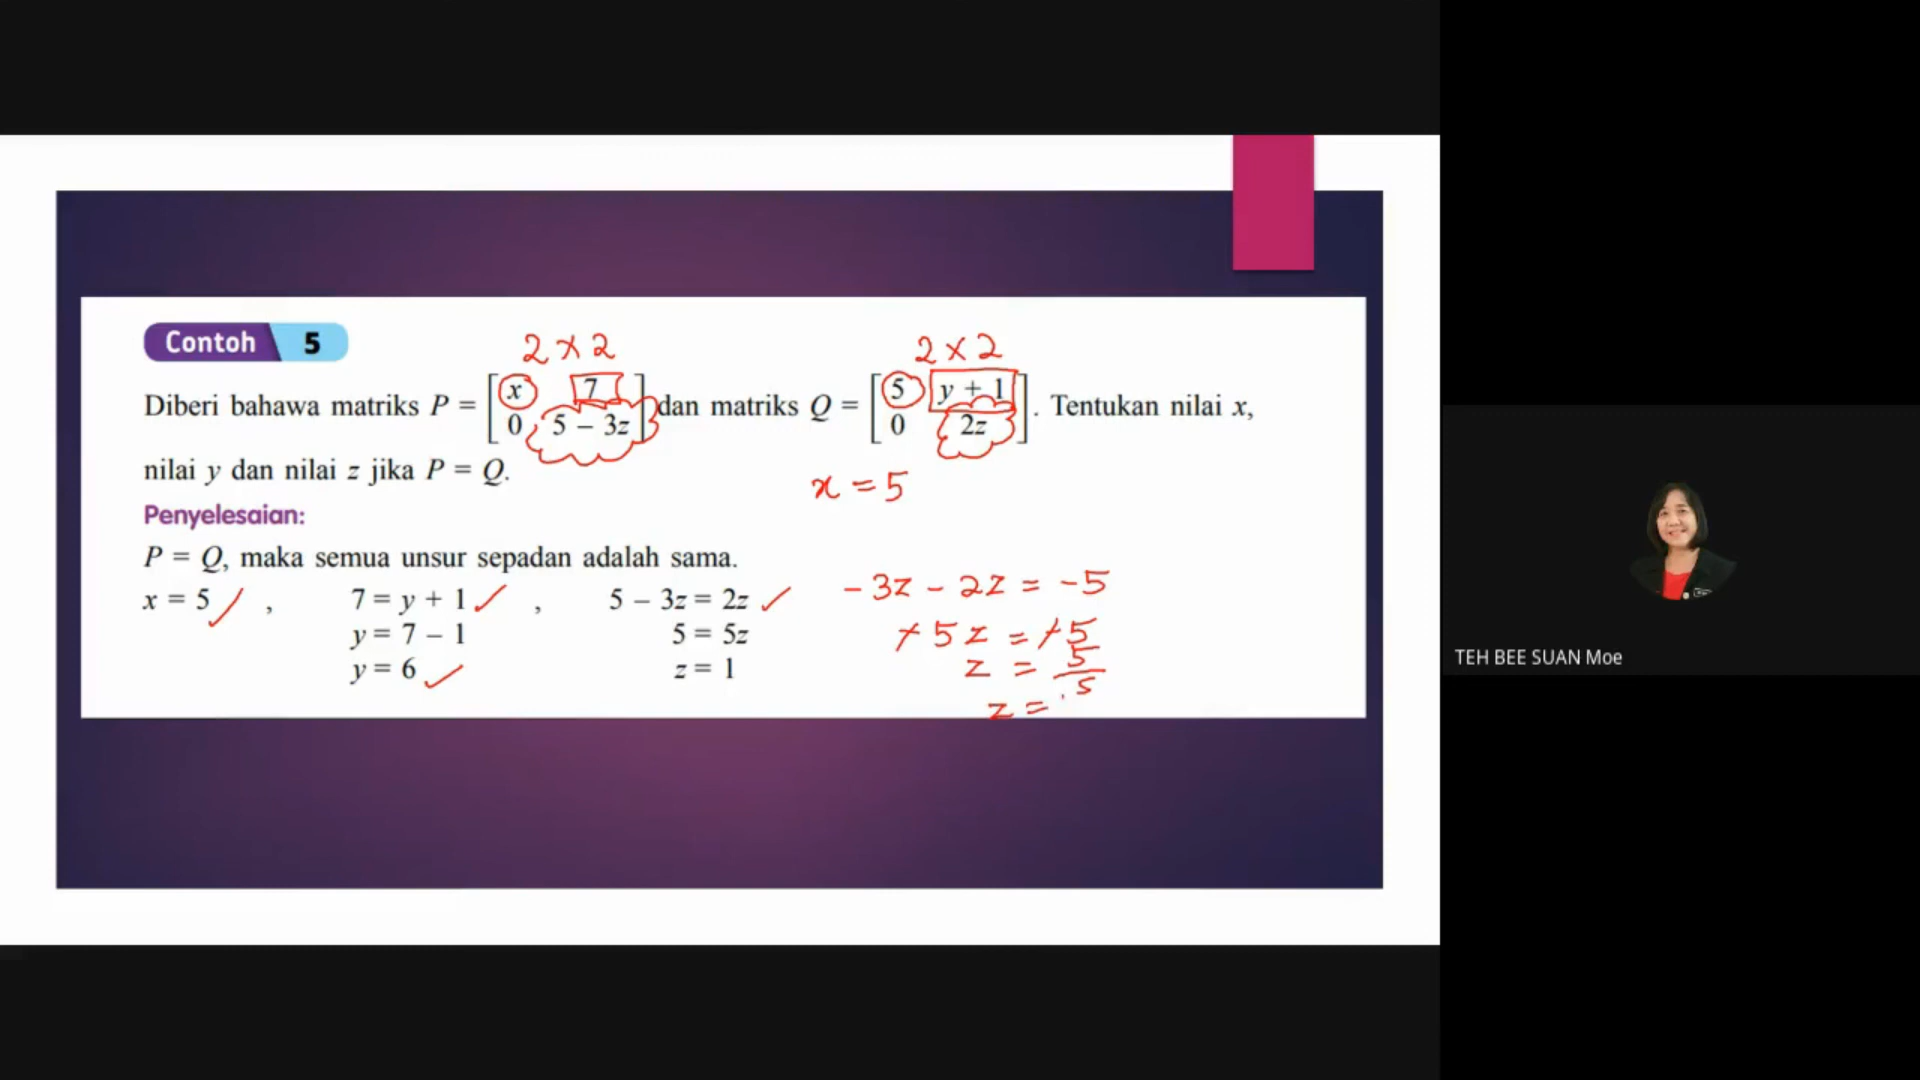 Contoh 5
2 x 2
2 x 2
Diberi bahawa matriks P = [x 7; 0 5 – 3z] dan matriks Q = [5 y + 1; 0 2z]. Tentukan nilai x,
nilai y dan nilai z jika P = Q.
x = 5
Penyelesaian:
P = Q, maka semua unsur sepadan adalah sama.
x = 5 , 7 = y + 1 , 5 – 3z = 2z
y = 7 – 1 5 = 5z
y = 6 z = 1
-3z - 2z = -5
-5z = -5
z = 5/5
z =
TEH BEE SUAN Moe